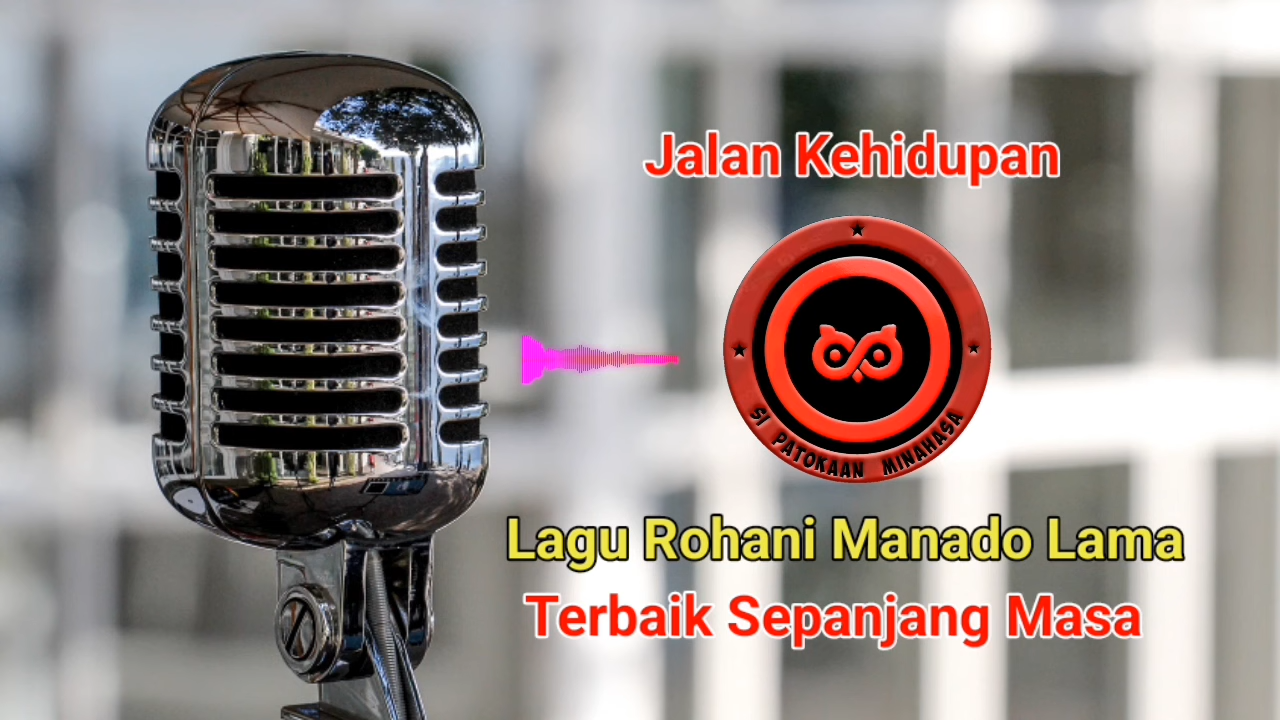 Jalan Kehidupan
SI PATOKAAN MINAHASA
Lagu Rohani Manado Lama
Terbaik Sepanjang Masa